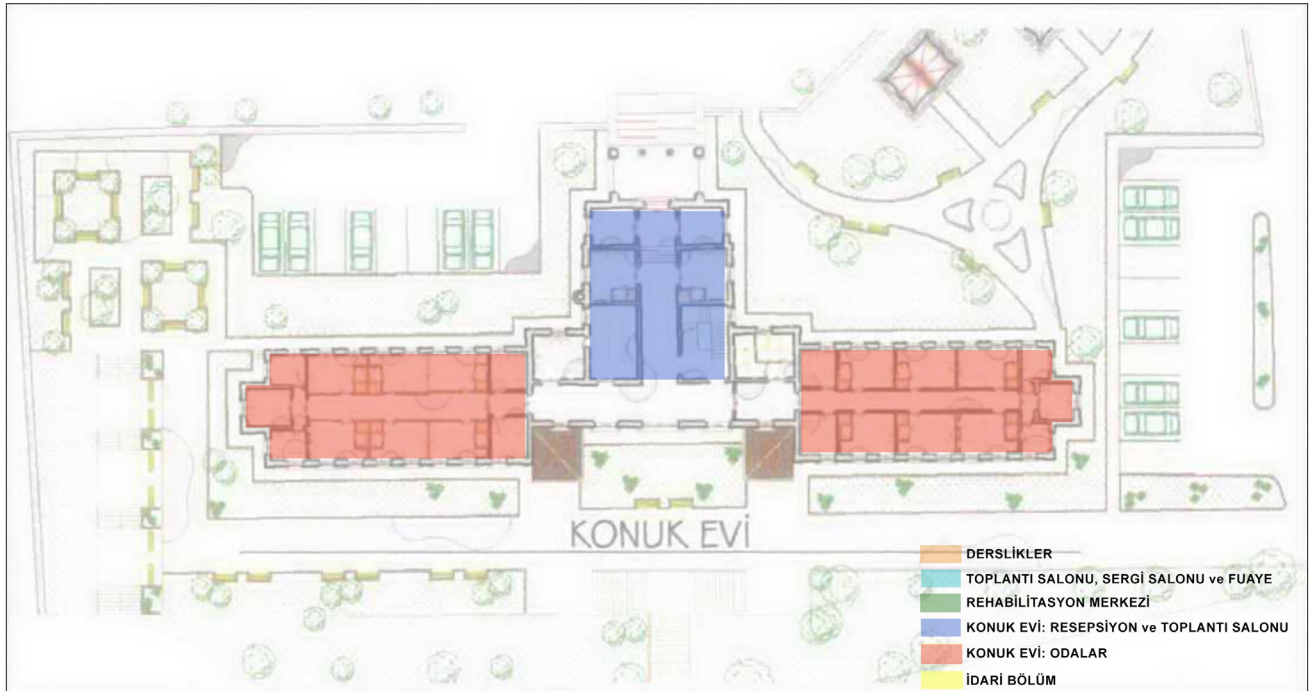 KONUK EVİ
DERSLİKLER
TOPLANTI SALONU, SERGİ SALONU ve FUAYE
REHABİLİTASYON MERKEZİ
KONUK EVİ: RESEPSİYON ve TOPLANTI SALONU
KONUK EVİ: ODALAR
İDARİ BÖLÜM